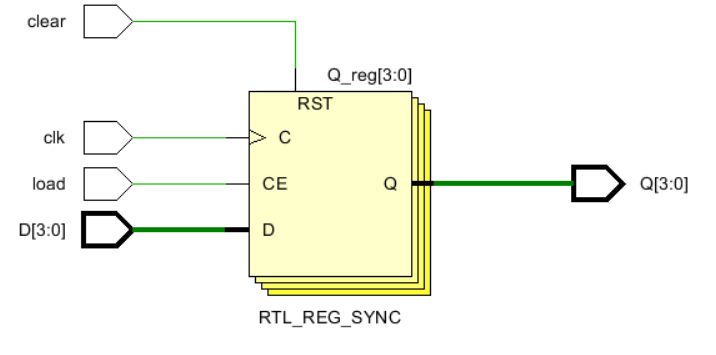 clear
Q_reg[3:0]
RST
clk
C
load
CE
Q
Q[3:0]
D[3:0]
D
RTL_REG_SYNC